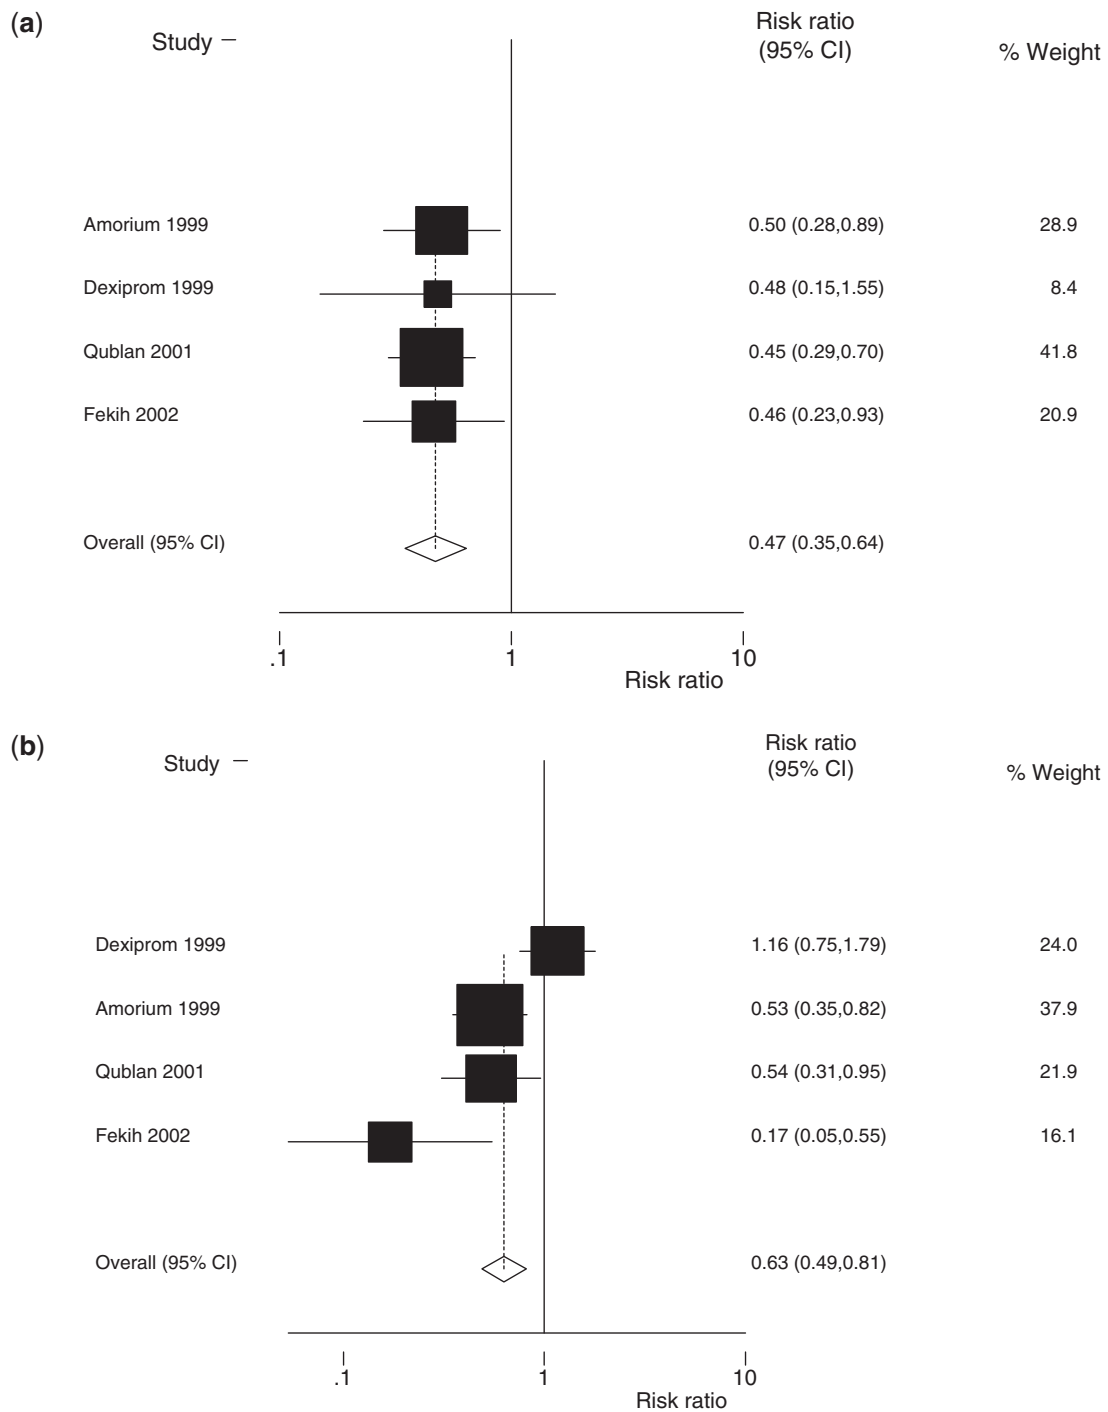 (a)
Study
Risk ratio
(95% CI)
% Weight
Amorium 1999 0.50 (0.28,0.89) 28.9
Dexiprom 1999 0.48 (0.15,1.55) 8.4
Qublan 2001 0.45 (0.29,0.70) 41.8
Fekih 2002 0.46 (0.23,0.93) 20.9
Overall (95% CI) 0.47 (0.35,0.64)
.1 1 10
Risk ratio
(b)
Study
Risk ratio
(95% CI)
% Weight
Dexiprom 1999 1.16 (0.75,1.79) 24.0
Amorium 1999 0.53 (0.35,0.82) 37.9
Qublan 2001 0.54 (0.31,0.95) 21.9
Fekih 2002 0.17 (0.05,0.55) 16.1
Overall (95% CI) 0.63 (0.49,0.81)
.1 1 10
Risk ratio